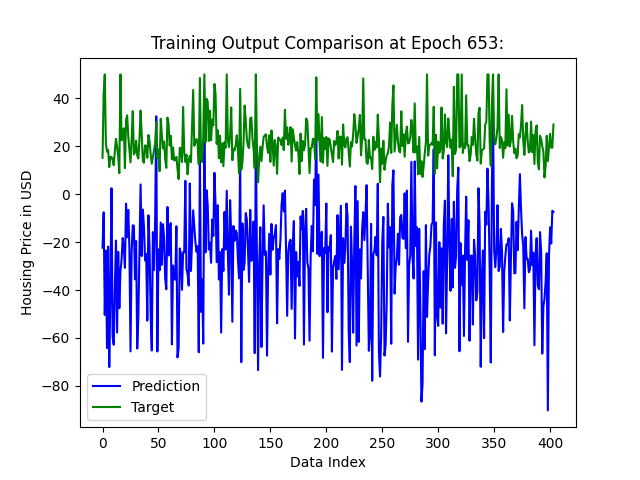 Training Output Comparison at Epoch 653:
Housing Price in USD
40
20
0
−20
−40
−60
−80
Prediction
Target
0 50 100 150 200 250 300 350 400
Data Index